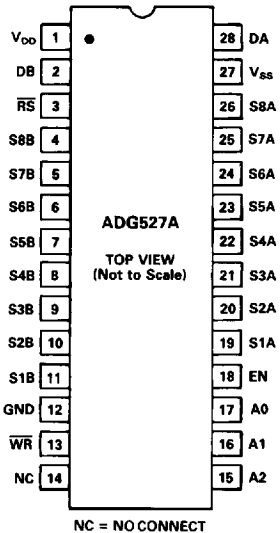 VDD 1 28 DA
DB 2 27 VSS
R̅S̅ 3 26 S8A
S8B 4 25 S7A
S7B 5 24 S6A
S6B 6 23 S5A
S5B 7 22 S4A
S4B 8 21 S3A
S3B 9 20 S2A
S2B 10 19 S1A
S1B 11 18 EN
GND 12 17 A0
W̅R̅ 13 16 A1
NC 14 15 A2
ADG527A
TOP VIEW
(Not to Scale)
NC = NO CONNECT